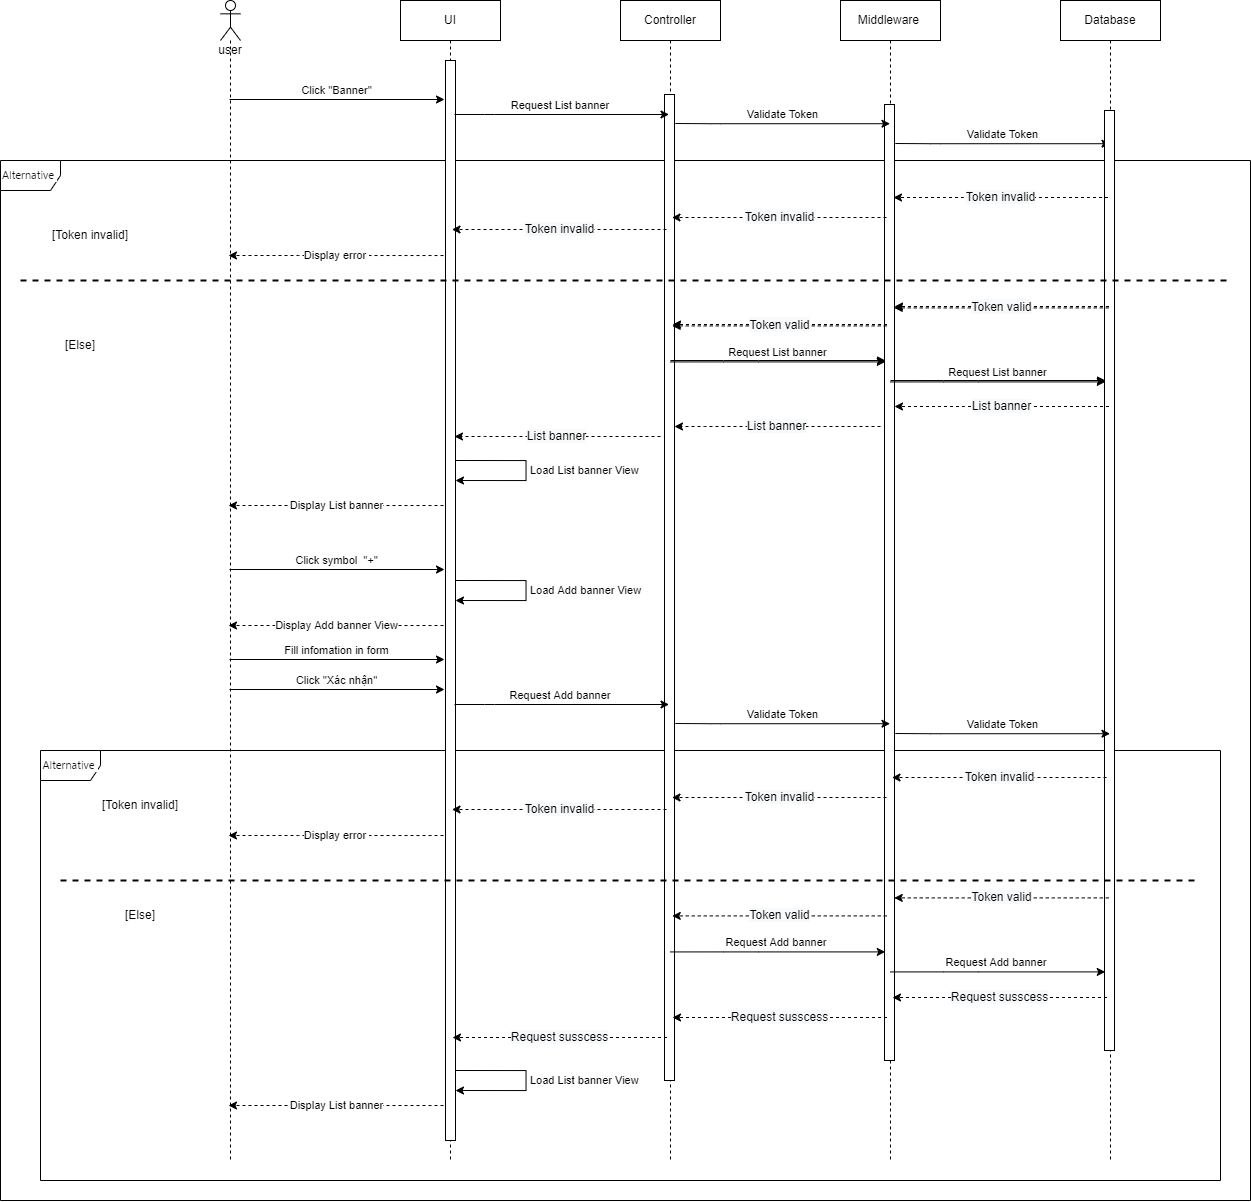 UI
Controller
Middleware
Database
user
Click "Banner"
Request List banner
Validate Token
Validate Token
Alternative
Token invalid
Token invalid
Token invalid
[Token invalid]
Display error
Token valid
Token valid
[Else]
Request List banner
Request List banner
List banner
List banner
List banner
Load List banner View
Display List banner
Click symbol "+"
Load Add banner View
Display Add banner View
Fill infomation in form
Click "Xác nhận"
Request Add banner
Validate Token
Validate Token
Alternative
Token invalid
Token invalid
[Token invalid]
Token invalid
Display error
Token valid
Token valid
[Else]
Request Add banner
Request Add banner
Request susscess
Request susscess
Request susscess
Load List banner View
Display List banner